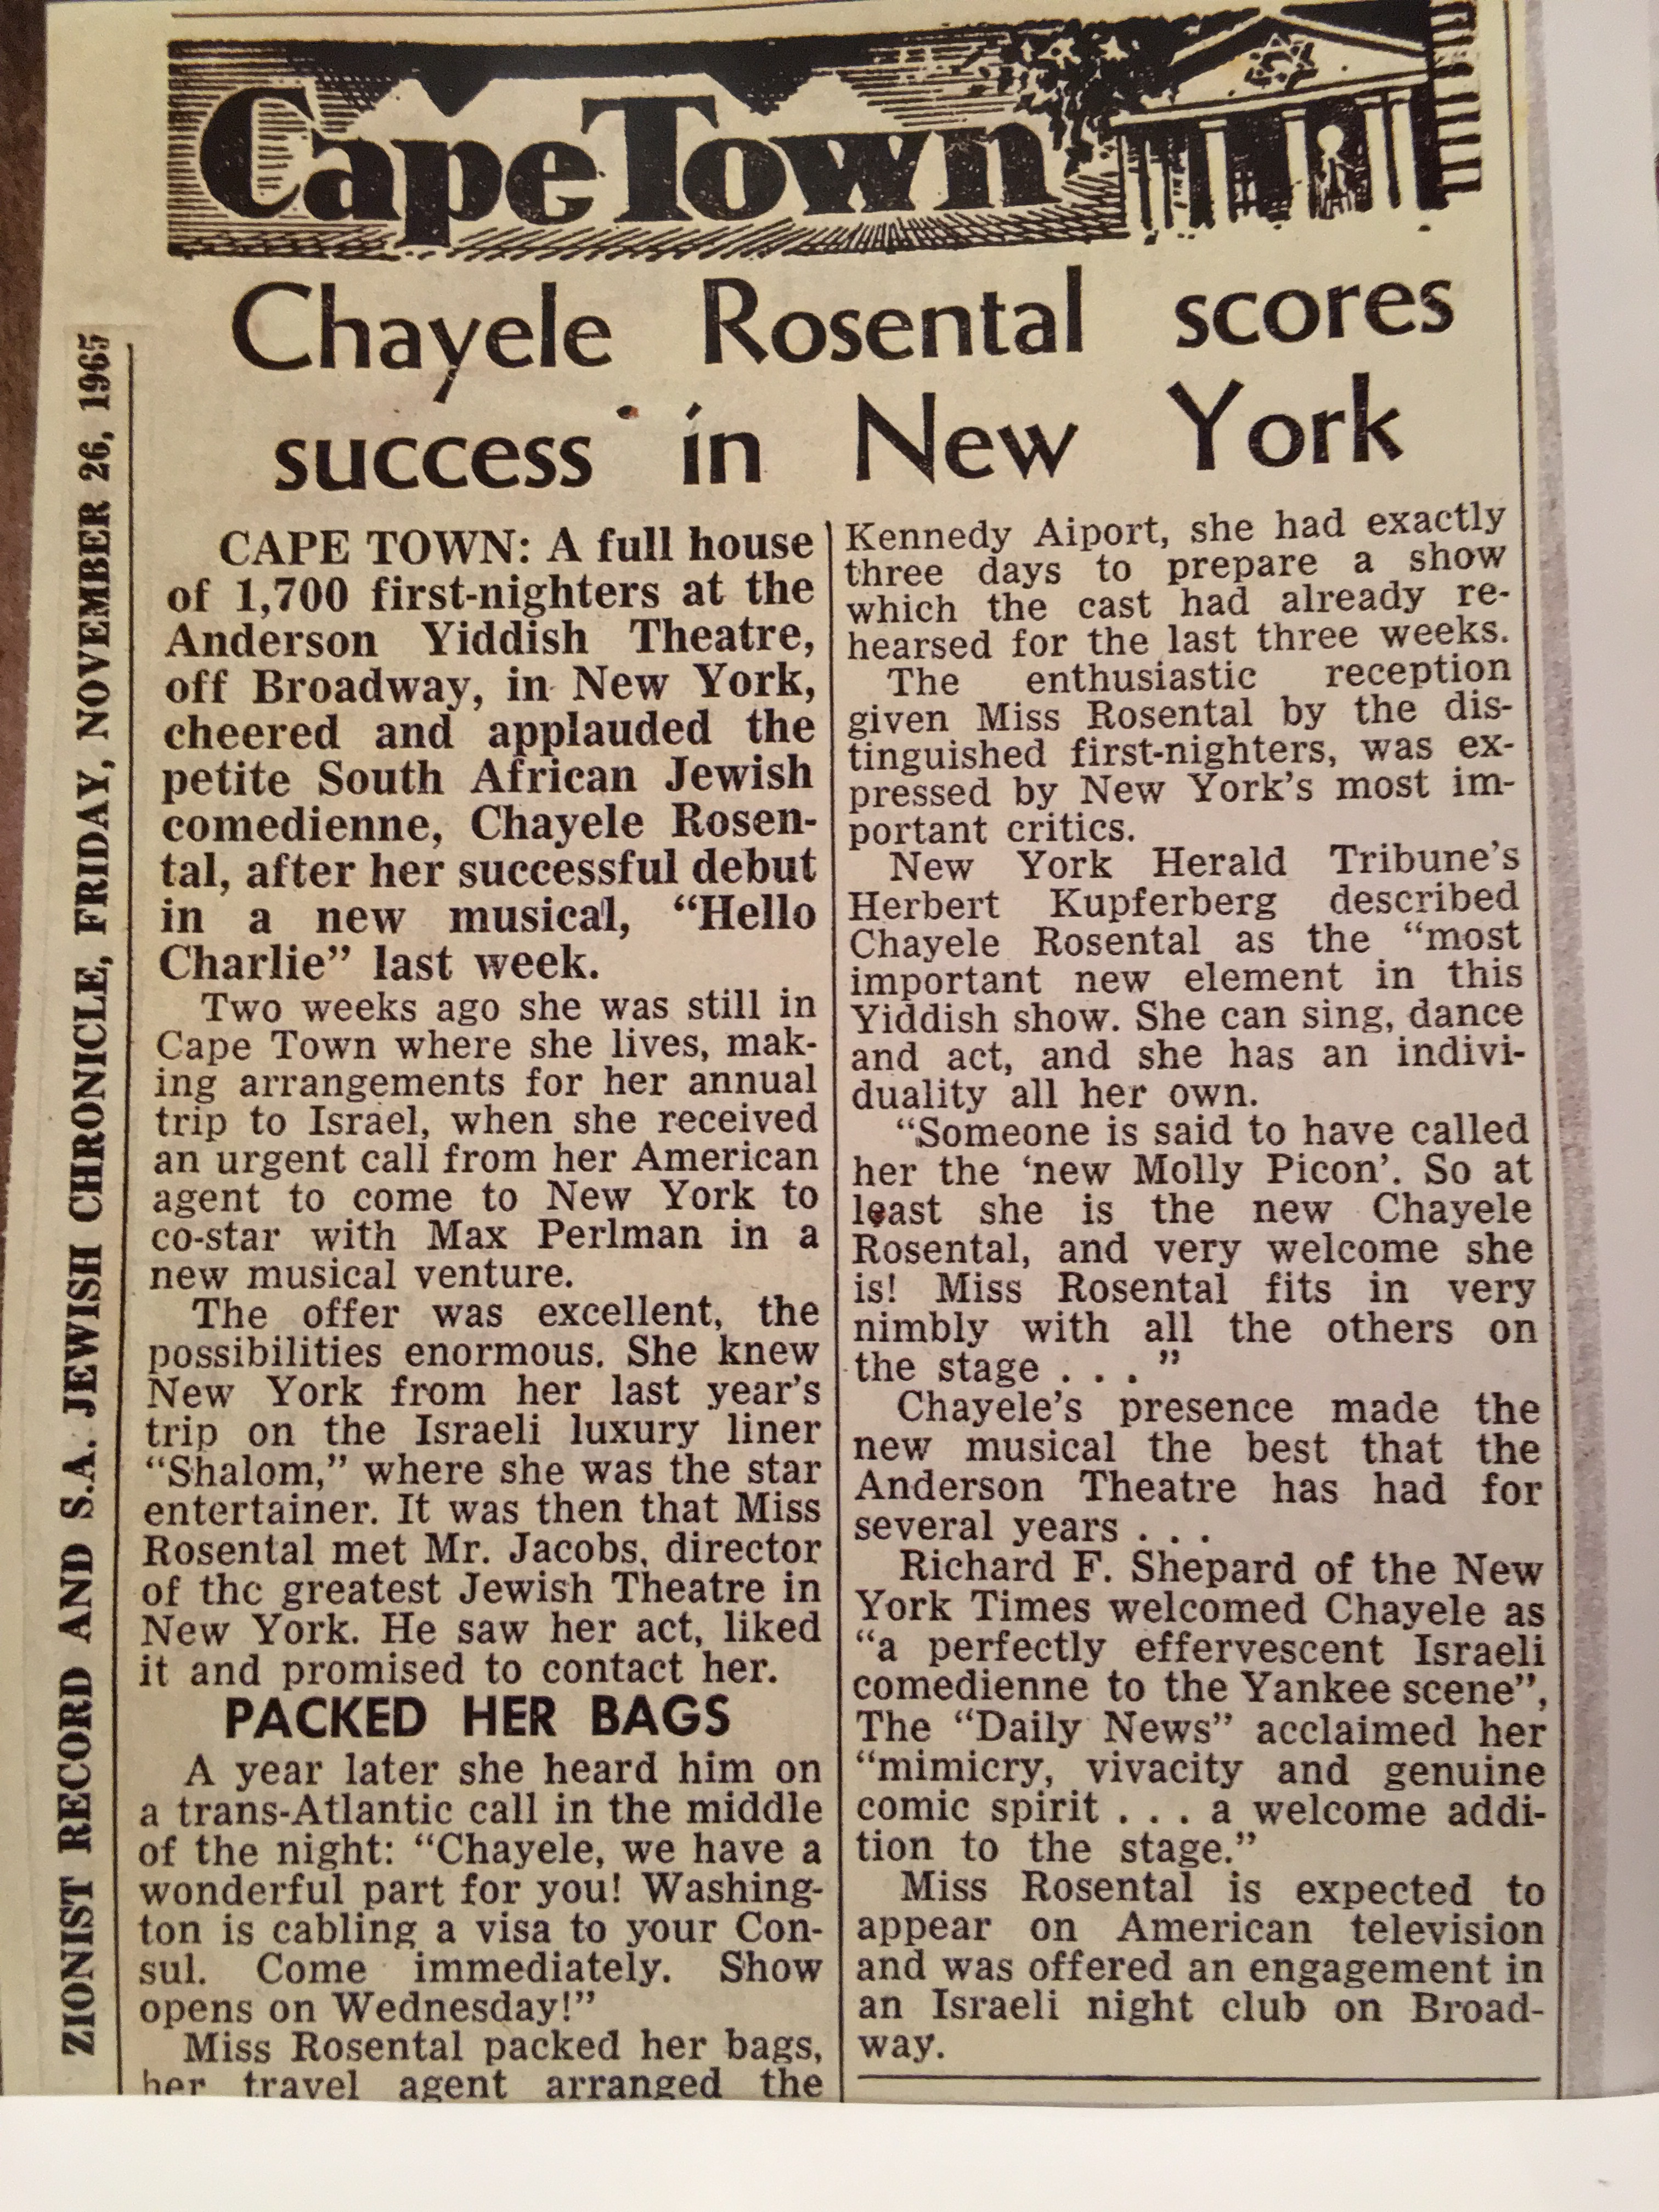 Cape Town
Chayele Rosental scores
success in New York
ZIONIST RECORD AND S.A. JEWISH CHRONICLE, FRIDAY, NOVEMBER 26, 1965
CAPE TOWN: A full house
of 1,700 first-nighters at the
Anderson Yiddish Theatre,
off Broadway, in New York,
cheered and applauded the
petite South African Jewish
comedienne, Chayele Rosen-
tal, after her successful debut
in a new musical, “Hello
Charlie” last week.
Two weeks ago she was still in
Cape Town where she lives, mak-
ing arrangements for her annual
trip to Israel, when she received
an urgent call from her American
agent to come to New York to
co-star with Max Perlman in a
new musical venture.
The offer was excellent, the
possibilities enormous. She knew
New York from her last year's
trip on the Israeli luxury liner
“Shalom,” where she was the star
entertainer. It was then that Miss
Rosental met Mr. Jacobs, director
of thc greatest Jewish Theatre in
New York. He saw her act, liked
it and promised to contact her.
PACKED HER BAGS
A year later she heard him on
a trans-Atlantic call in the middle
of the night: “Chayele, we have a
wonderful part for you! Washing-
ton is cabling a visa to your Con-
sul. Come immediately. Show
opens on Wednesday!”
Miss Rosental packed her bags,
her travel agent arranged the
Kennedy Aiport, she had exactly
three days to prepare a show
which the cast had already re-
hearsed for the last three weeks.
The enthusiastic reception
given Miss Rosental by the dis-
tinguished first-nighters, was ex-
pressed by New York's most im-
portant critics.
New York Herald Tribune's
Herbert Kupferberg described
Chayele Rosental as the “most
important new element in this
Yiddish show. She can sing, dance
and act, and she has an indivi-
duality all her own.
“Someone is said to have called
her the ‘new Molly Picon’. So at
least she is the new Chayele
Rosental, and very welcome she
is! Miss Rosental fits in very
nimbly with all the others on
the stage . . . ”
Chayele's presence made the
new musical the best that the
Anderson Theatre has had for
several years . . .
Richard F. Shepard of the New
York Times welcomed Chayele as
“a perfectly effervescent Israeli
comedienne to the Yankee scene”,
The “Daily News” acclaimed her
“mimicry, vivacity and genuine
comic spirit . . . a welcome addi-
tion to the stage.”
Miss Rosental is expected to
appear on American television
and was offered an engagement in
an Israeli night club on Broad-
way.